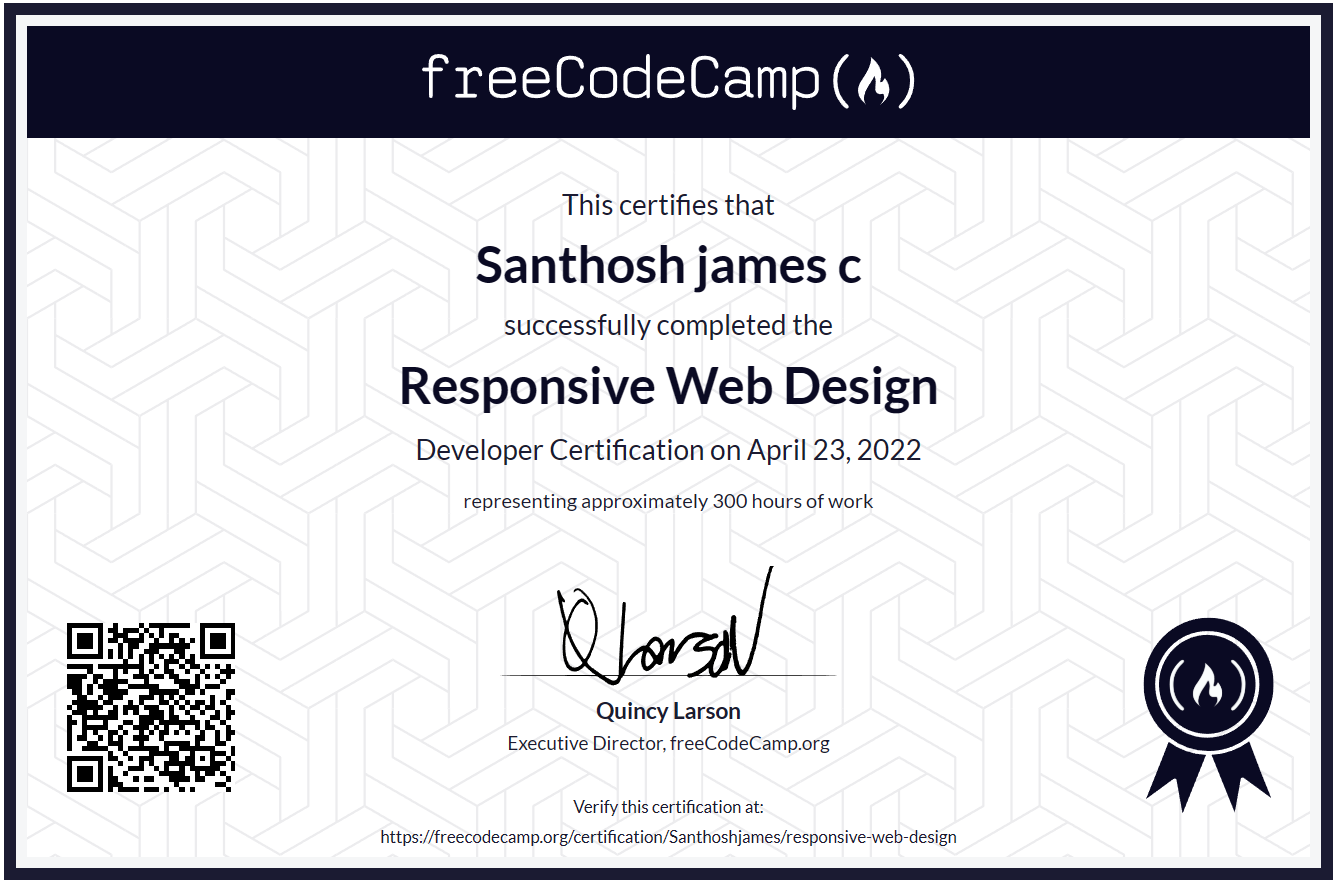 freeCodeCamp
This certifies that
Santhosh james c
successfully completed the
Responsive Web Design
Developer Certification on April 23, 2022
representing approximately 300 hours of work
Q Larson
Quincy Larson
Executive Director, freeCodeCamp.org
Verify this certification at:
https://freecodecamp.org/certification/Santhoshjames/responsive-web-design